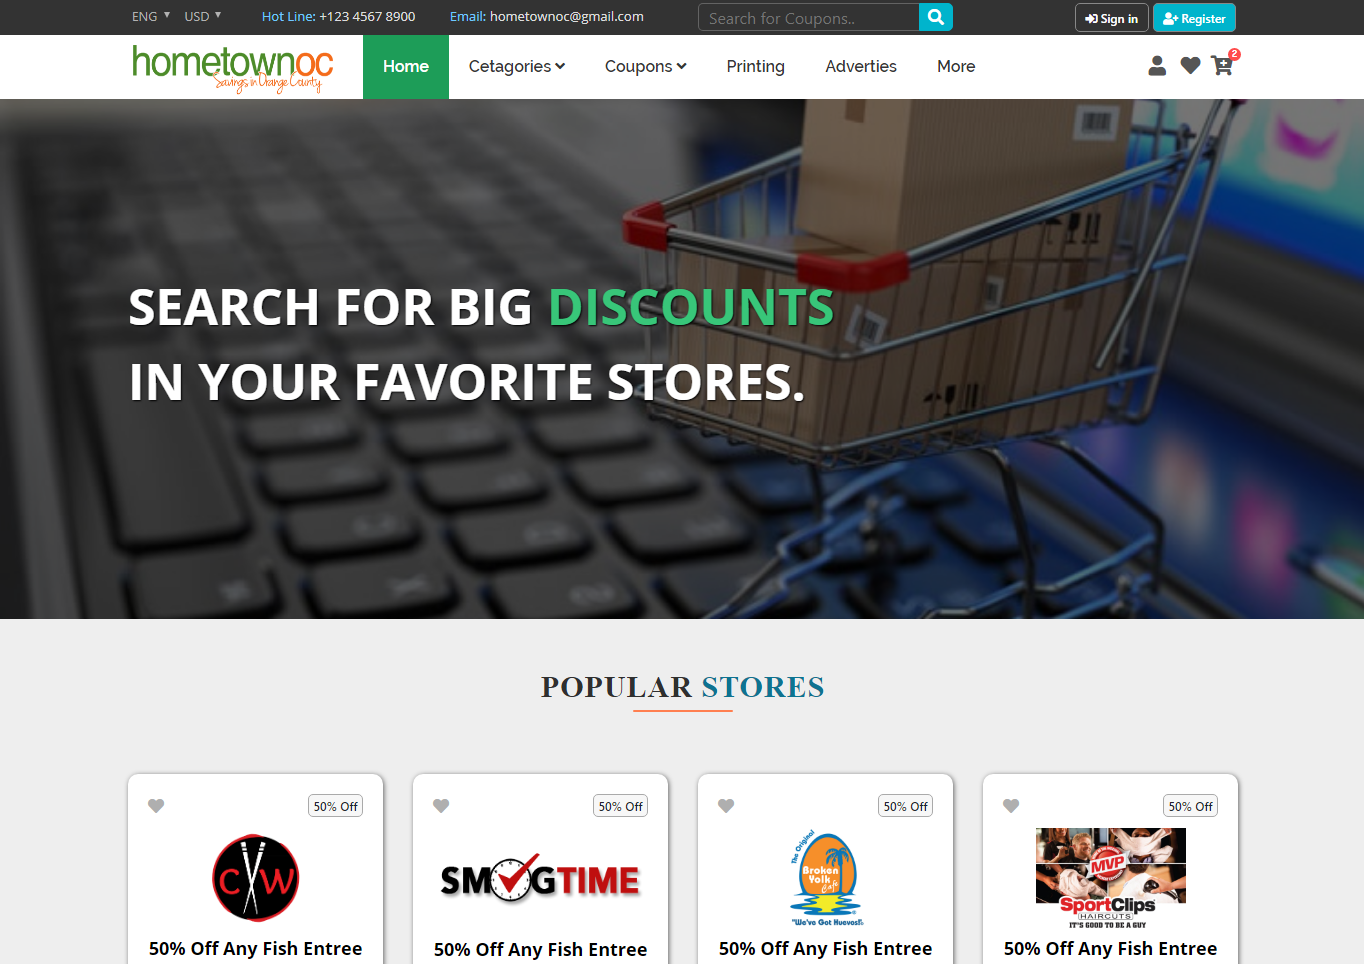 ENG USD Hot Line: +123 4567 8900 Email: hometownoc@gmail.com Search for Coupons.. Sign in Register
hometownoc
Savings in Orange County
Home Cetagories Coupons Printing Adverties More 2
SEARCH FOR BIG DISCOUNTS
IN YOUR FAVORITE STORES.
POPULAR STORES
50% Off 50% Off 50% Off 50% Off
CW
SMOGTIME
The Original
Broken
Yolk
Cafe
"We've Got Huevos!"
MVP
SportClips
HAIRCUTS
IT'S GOOD TO BE A GUY
50% Off Any Fish Entree 50% Off Any Fish Entree 50% Off Any Fish Entree 50% Off Any Fish Entree